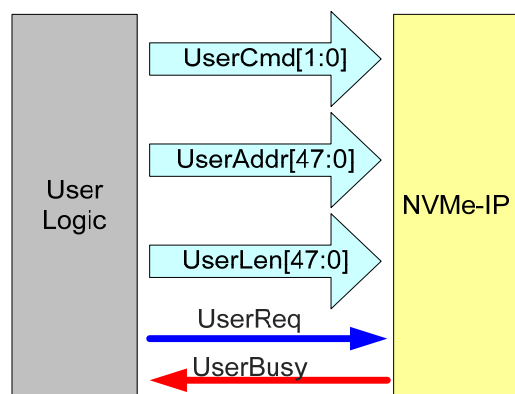 UserCmd[1:0]
UserAddr[47:0]
User
Logic
NVMe-IP
UserLen[47:0]
UserReq
UserBusy